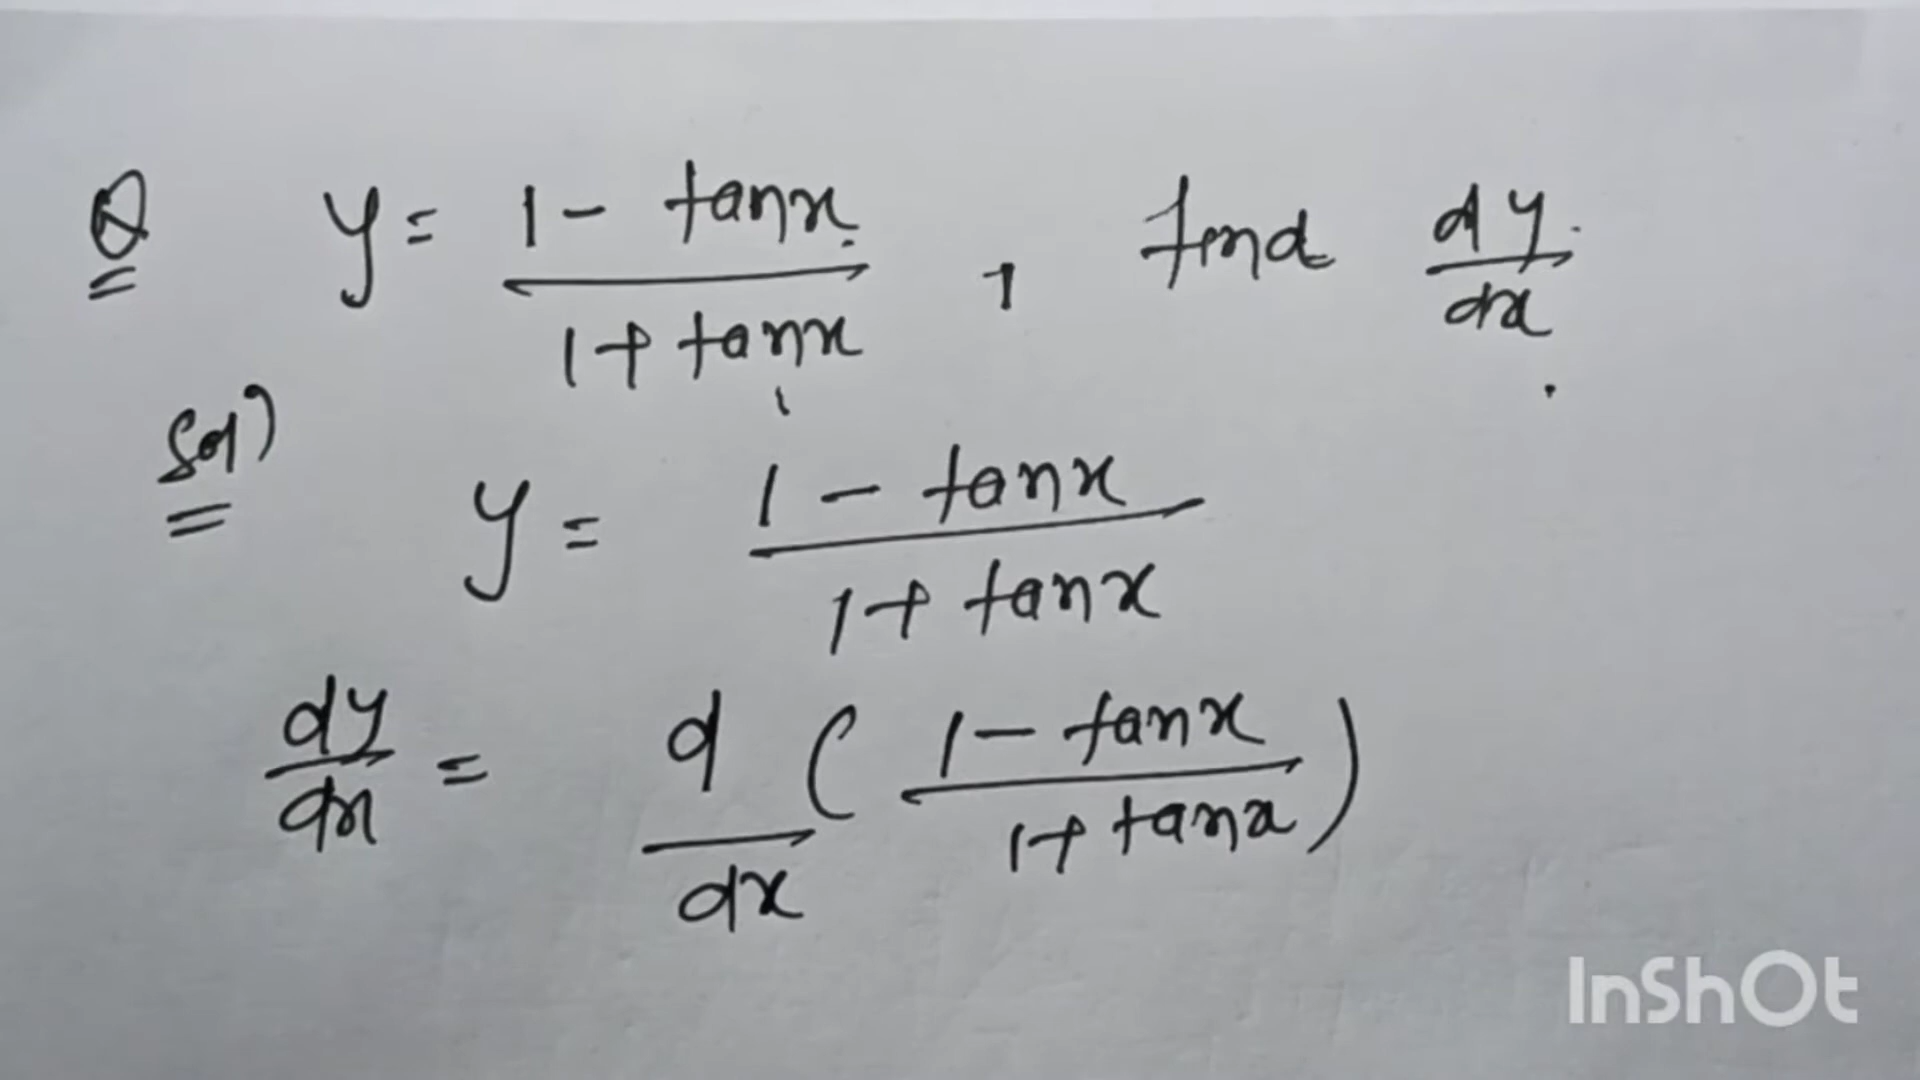 Q y = 1 - tanx / 1 + tanx , find dy/dx.
Sol)
y = 1 - tanx / 1 + tanx
dy/dx = d/dx ( 1 - tanx / 1 + tanx )
InShOt